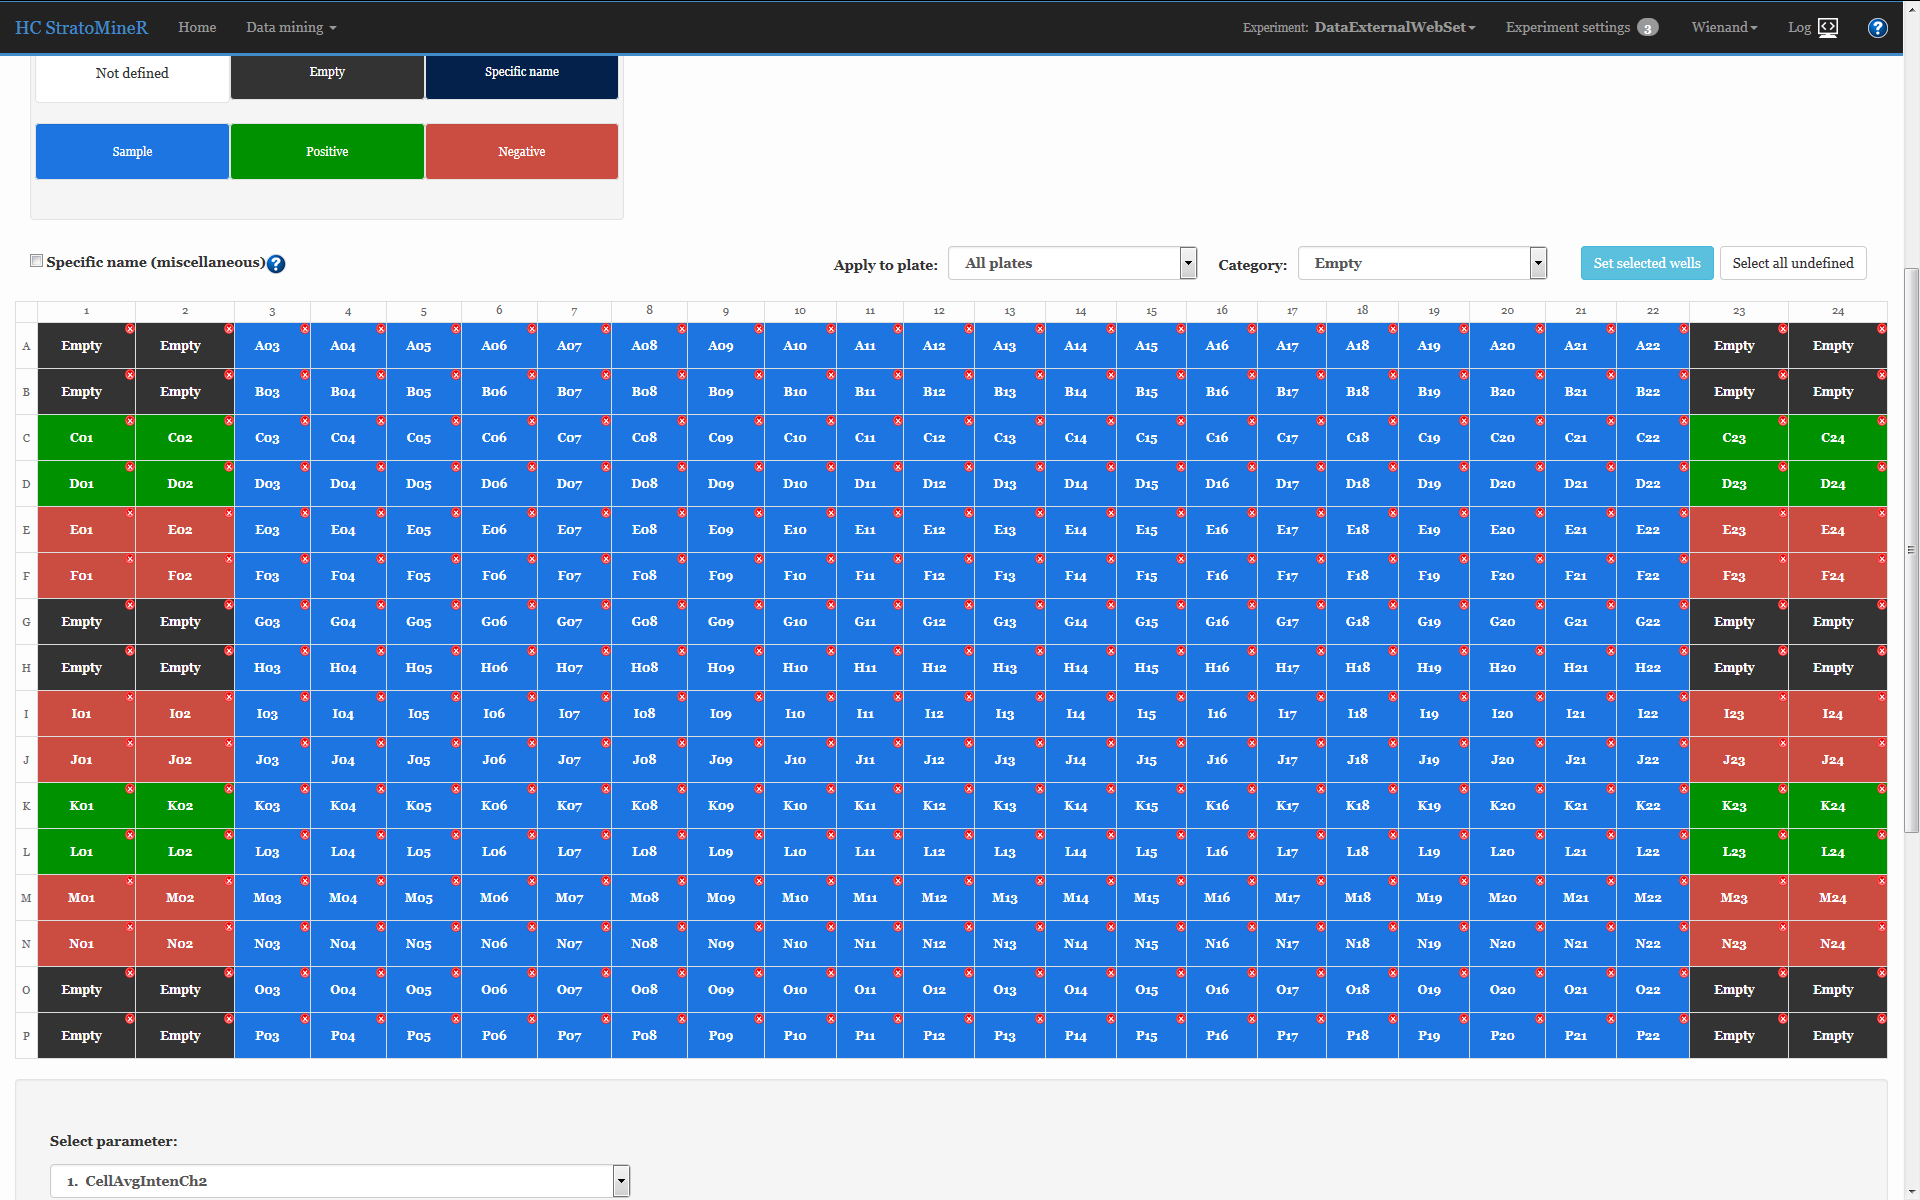 HC StratoMineR Home Data mining Experiment: DataExternalWebSet Experiment settings 3 Wienand Log ?
Not defined Empty Specific name
Sample Positive Negative
Specific name (miscellaneous) ? Apply to plate: All plates Category: Empty Set selected wells Select all undefined
1 2 3 4 5 6 7 8 9 10 11 12 13 14 15 16 17 18 19 20 21 22 23 24
A Empty Empty A03 A04 A05 A06 A07 A08 A09 A10 A11 A12 A13 A14 A15 A16 A17 A18 A19 A20 A21 A22 Empty Empty
B Empty Empty B03 B04 B05 B06 B07 B08 B09 B10 B11 B12 B13 B14 B15 B16 B17 B18 B19 B20 B21 B22 Empty Empty
C C01 C02 C03 C04 C05 C06 C07 C08 C09 C10 C11 C12 C13 C14 C15 C16 C17 C18 C19 C20 C21 C22 C23 C24
D D01 D02 D03 D04 D05 D06 D07 D08 D09 D10 D11 D12 D13 D14 D15 D16 D17 D18 D19 D20 D21 D22 D23 D24
E E01 E02 E03 E04 E05 E06 E07 E08 E09 E10 E11 E12 E13 E14 E15 E16 E17 E18 E19 E20 E21 E22 E23 E24
F F01 F02 F03 F04 F05 F06 F07 F08 F09 F10 F11 F12 F13 F14 F15 F16 F17 F18 F19 F20 F21 F22 F23 F24
G Empty Empty G03 G04 G05 G06 G07 G08 G09 G10 G11 G12 G13 G14 G15 G16 G17 G18 G19 G20 G21 G22 Empty Empty
H Empty Empty H03 H04 H05 H06 H07 H08 H09 H10 H11 H12 H13 H14 H15 H16 H17 H18 H19 H20 H21 H22 Empty Empty
I I01 I02 I03 I04 I05 I06 I07 I08 I09 I10 I11 I12 I13 I14 I15 I16 I17 I18 I19 I20 I21 I22 I23 I24
J J01 J02 J03 J04 J05 J06 J07 J08 J09 J10 J11 J12 J13 J14 J15 J16 J17 J18 J19 J20 J21 J22 J23 J24
K K01 K02 K03 K04 K05 K06 K07 K08 K09 K10 K11 K12 K13 K14 K15 K16 K17 K18 K19 K20 K21 K22 K23 K24
L L01 L02 L03 L04 L05 L06 L07 L08 L09 L10 L11 L12 L13 L14 L15 L16 L17 L18 L19 L20 L21 L22 L23 L24
M M01 M02 M03 M04 M05 M06 M07 M08 M09 M10 M11 M12 M13 M14 M15 M16 M17 M18 M19 M20 M21 M22 M23 M24
N N01 N02 N03 N04 N05 N06 N07 N08 N09 N10 N11 N12 N13 N14 N15 N16 N17 N18 N19 N20 N21 N22 N23 N24
O Empty Empty O03 O04 O05 O06 O07 O08 O09 O10 O11 O12 O13 O14 O15 O16 O17 O18 O19 O20 O21 O22 Empty Empty
P Empty Empty P03 P04 P05 P06 P07 P08 P09 P10 P11 P12 P13 P14 P15 P16 P17 P18 P19 P20 P21 P22 Empty Empty
Select parameter:
1. CellAvgIntenCh2